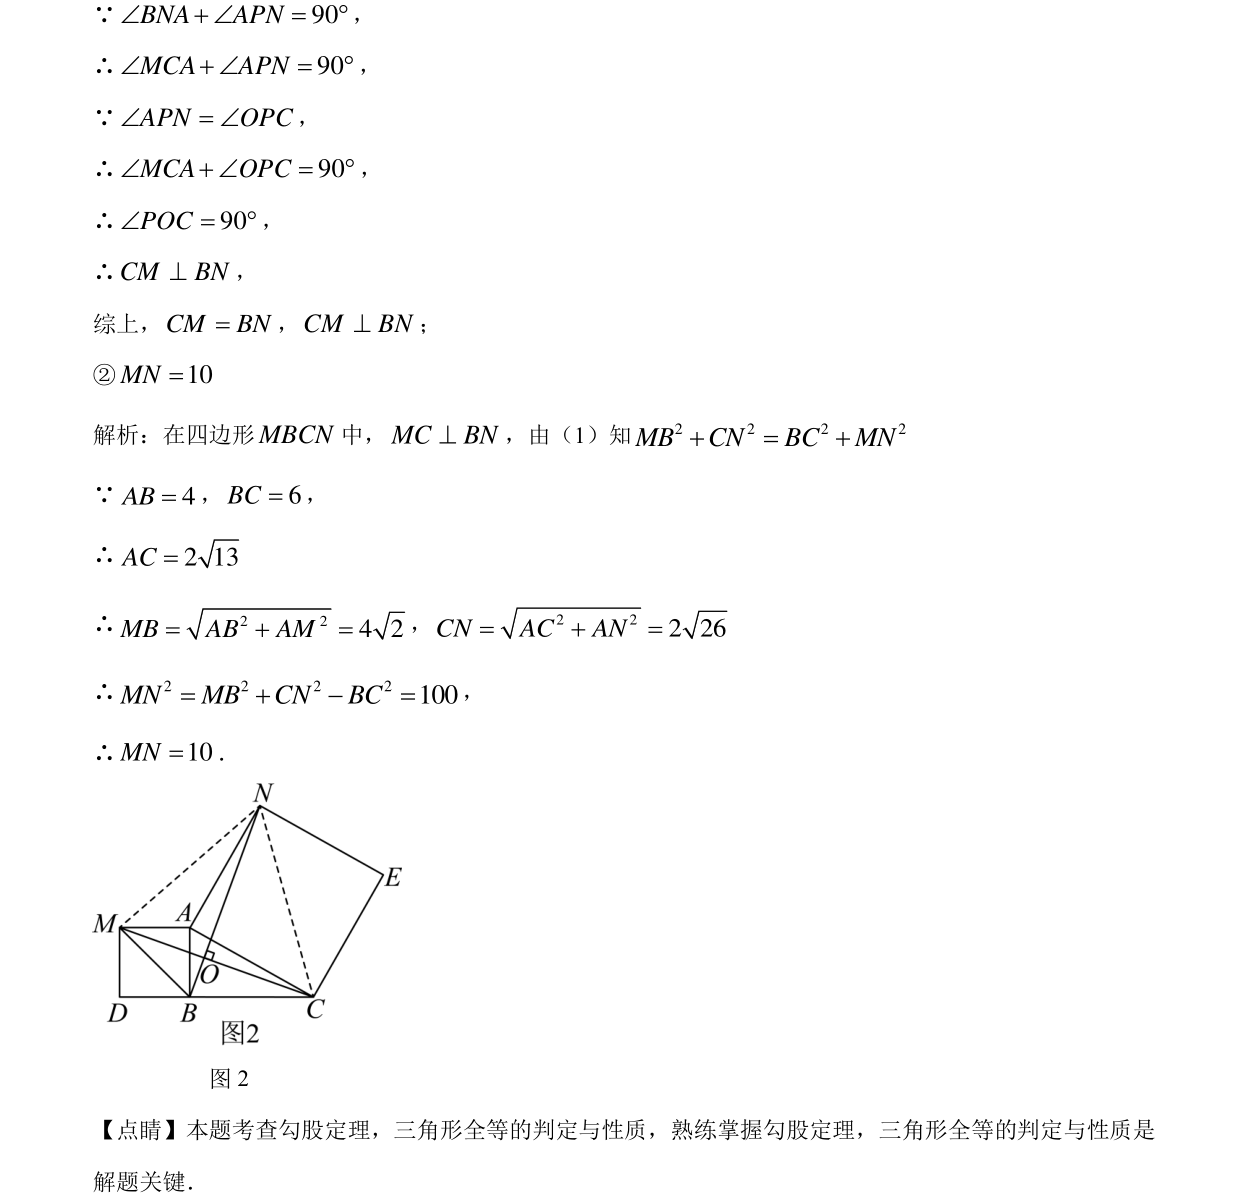 ∵∠BNA+∠APN=90°,
∴∠MCA+∠APN=90°,
∵∠APN=∠OPC,
∴∠MCA+∠OPC=90°,
∴∠POC=90°,
∴CM⊥BN,
综上，CM=BN，CM⊥BN；
②MN=10
解析：在四边形MBCN中，MC⊥BN，由（1）知MB²+CN²=BC²+MN²
∵AB=4，BC=6，
∴AC=2√13
∴MB=√(AB²+AM²)=4√2，CN=√(AC²+AN²)=2√26
∴MN²=MB²+CN²−BC²=100，
∴MN=10.
N
E
M A
O
D B C
图2
图 2
【点睛】本题考查勾股定理，三角形全等的判定与性质，熟练掌握勾股定理，三角形全等的判定与性质是
解题关键．